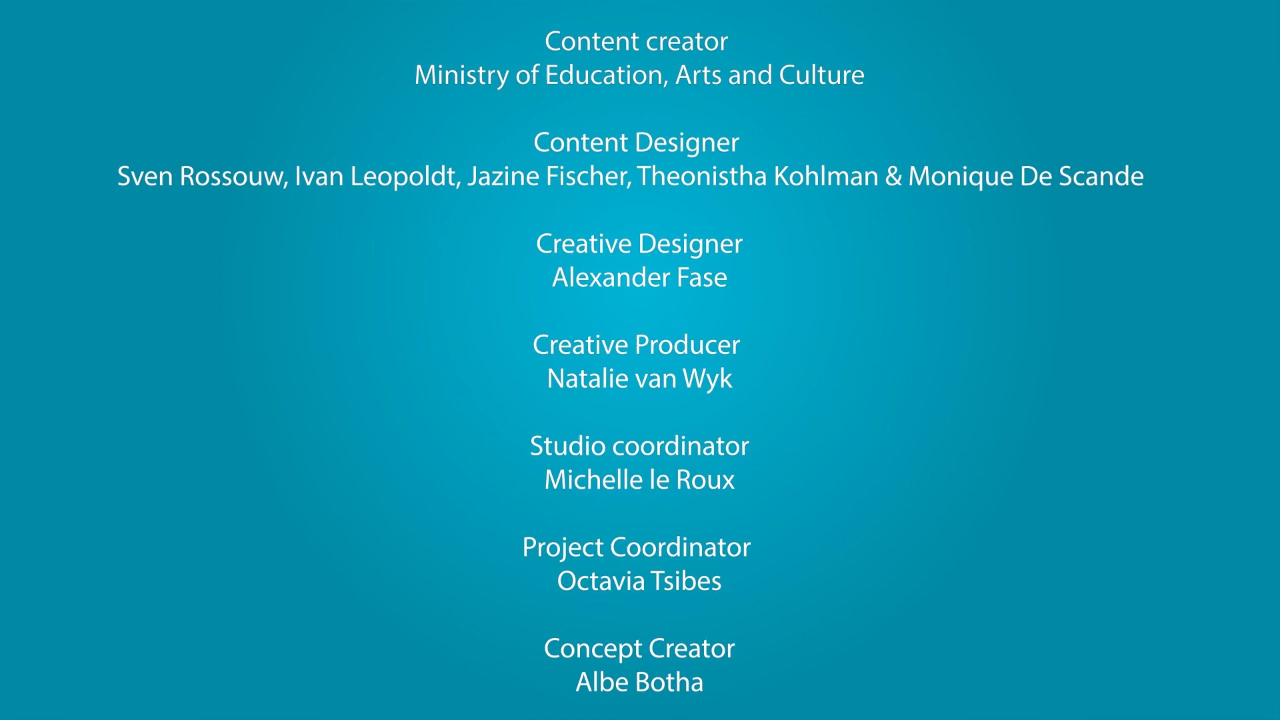 Content creator
Ministry of Education, Arts and Culture
Content Designer
Sven Rossouw, Ivan Leopoldt, Jazine Fischer, Theonistha Kohlman & Monique De Scande
Creative Designer
Alexander Fase
Creative Producer
Natalie van Wyk
Studio coordinator
Michelle le Roux
Project Coordinator
Octavia Tsibes
Concept Creator
Albe Botha